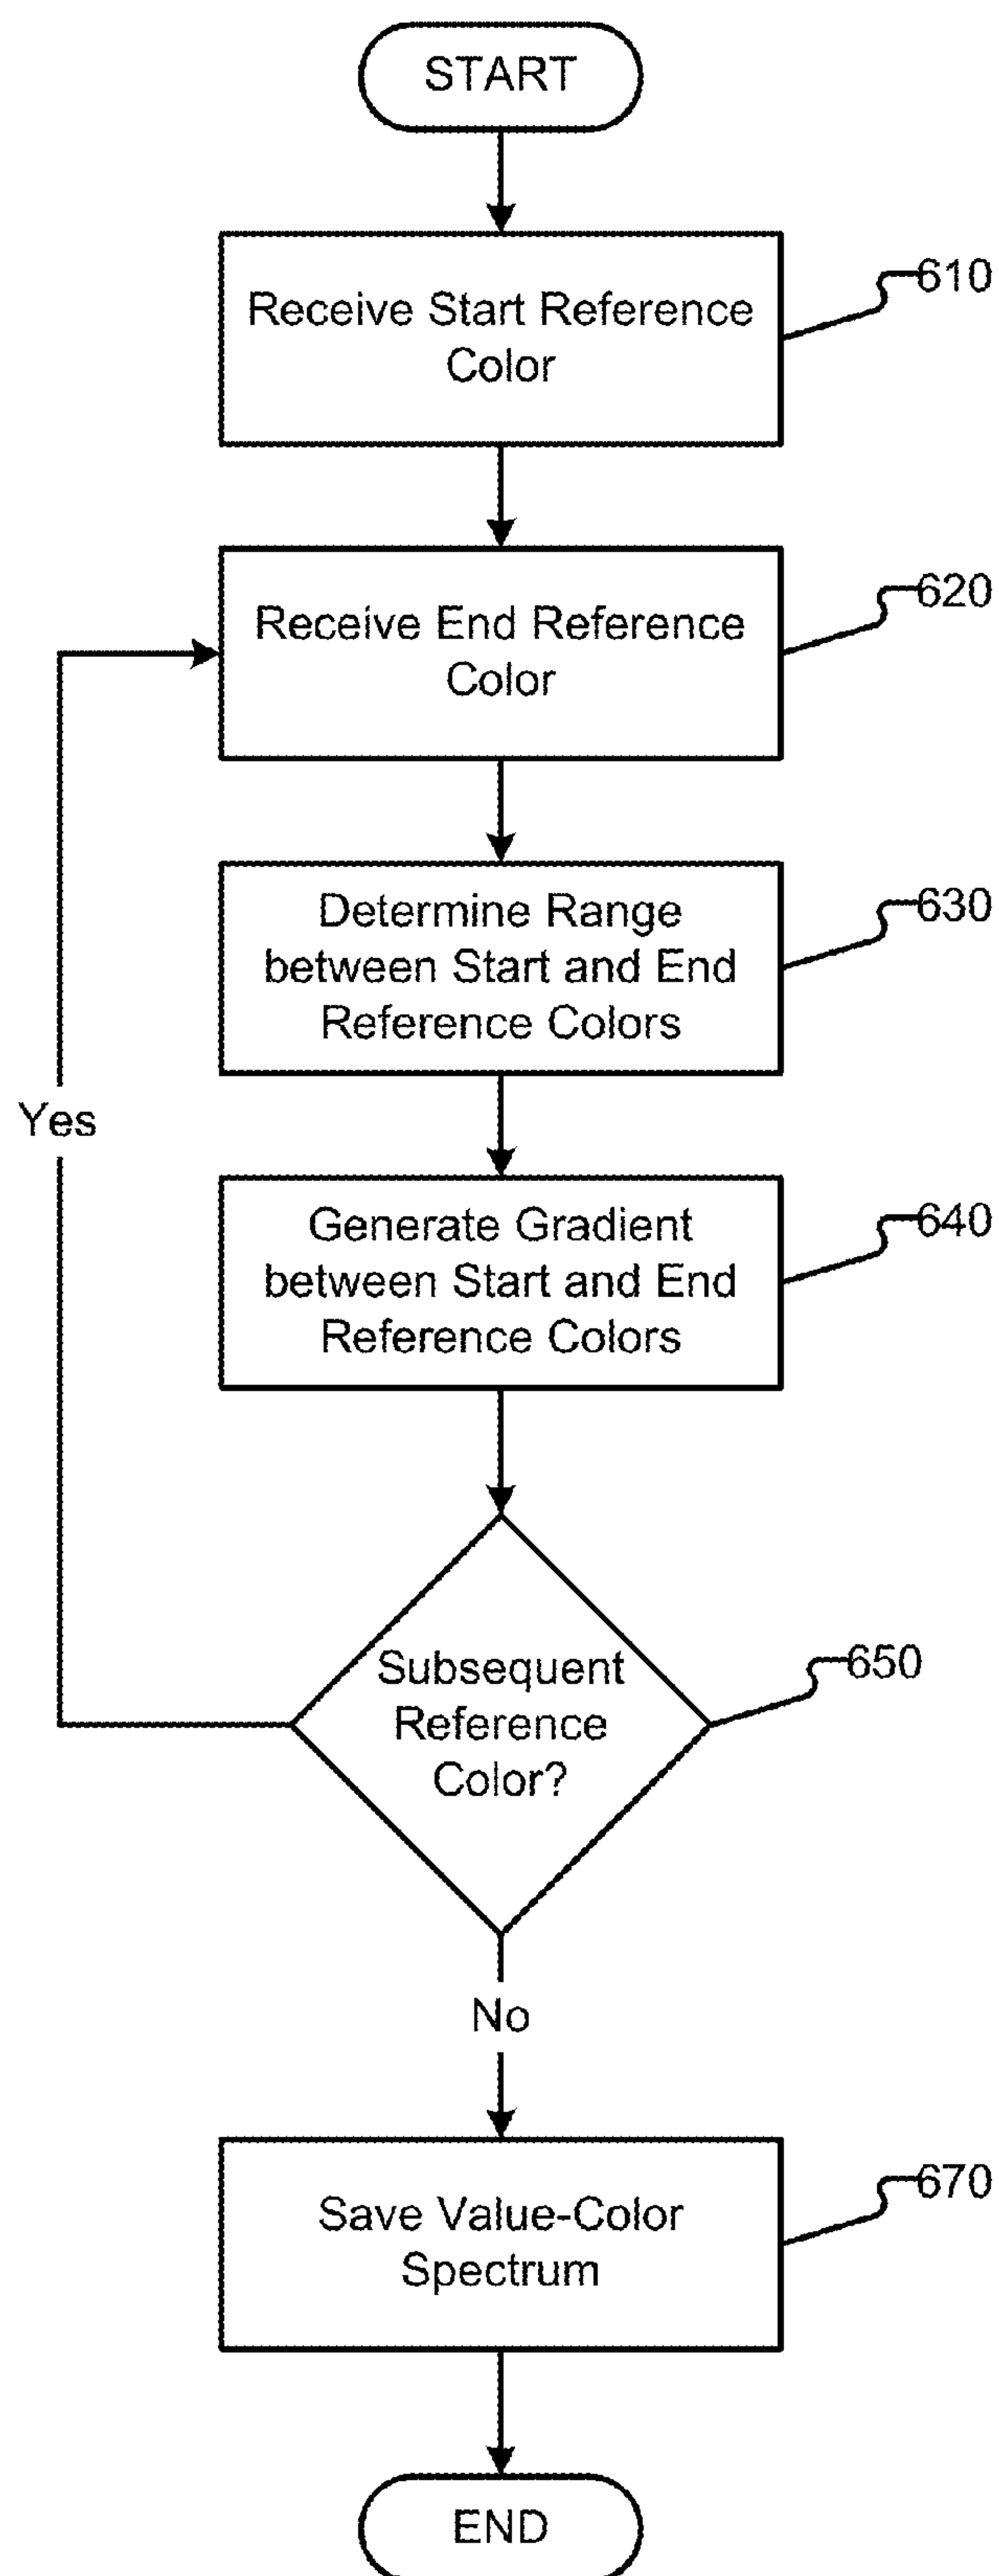 START
Receive Start Reference
Color
610
Receive End Reference
Color
620
Determine Range
between Start and End
Reference Colors
630
Yes
Generate Gradient
between Start and End
Reference Colors
640
Subsequent
Reference
Color?
650
No
Save Value-Color
Spectrum
670
END